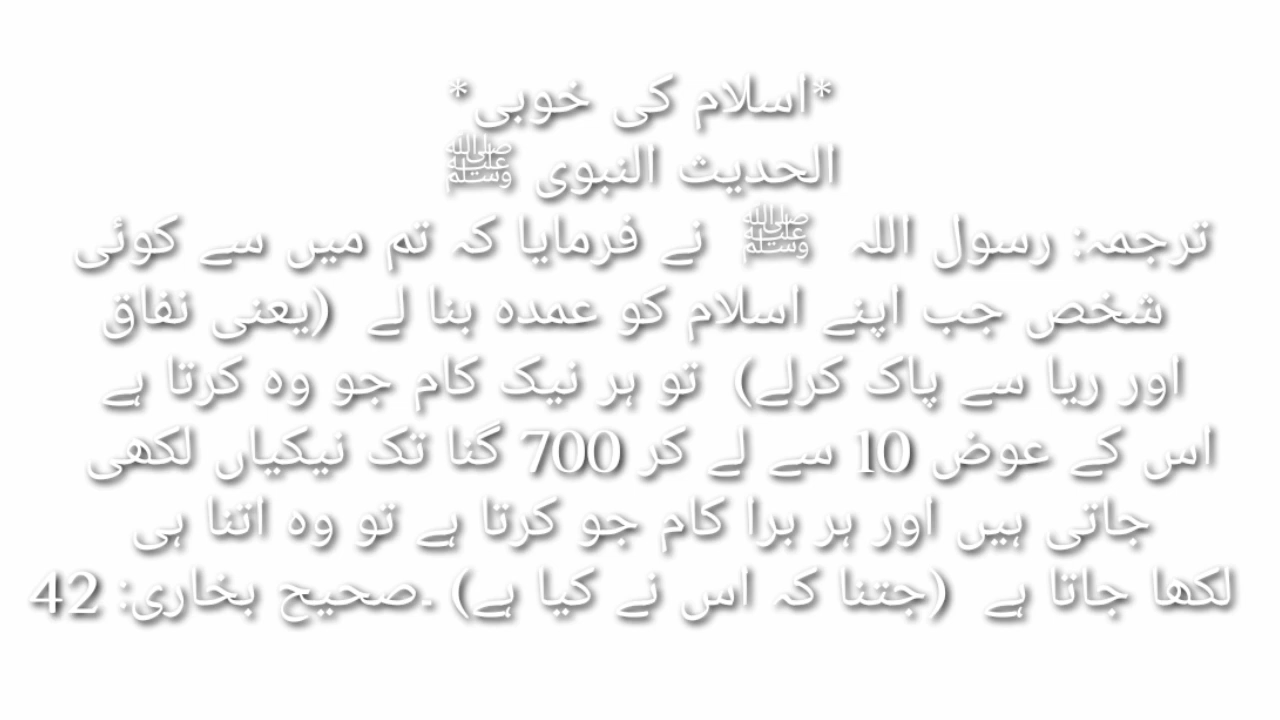 *اسلام کی خوبی*
الحدیث النبوی ﷺ
ترجمہ: رسول اللہ ﷺ نے فرمایا کہ تم میں سے کوئی
شخص جب اپنے اسلام کو عمدہ بنا لے (یعنی نفاق
اور ریا سے پاک کرلے) تو ہر نیک کام جو وہ کرتا ہے
اس کے عوض 10 سے لے کر 700 گنا تک نیکیاں لکھی
جاتی ہیں اور ہر برا کام جو کرتا ہے تو وہ اتنا ہی
لکھا جاتا ہے (جتنا کہ اس نے کیا ہے) ۔صحیح بخاری: 42